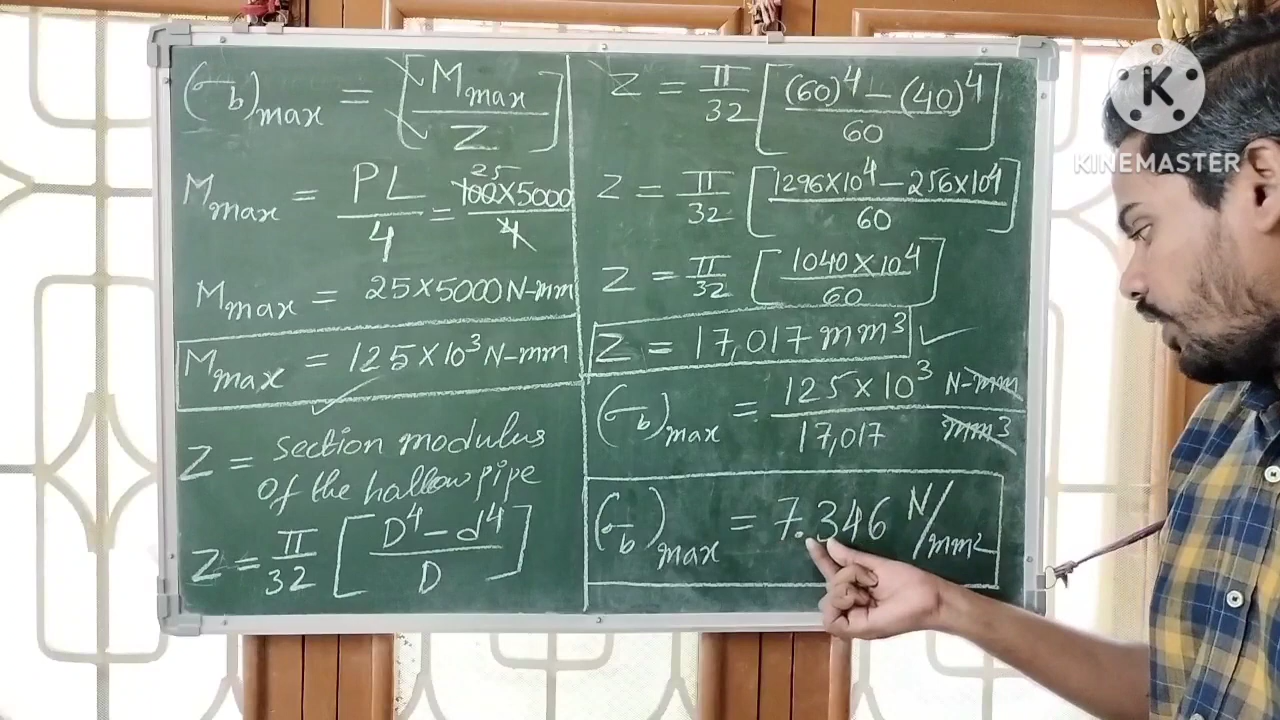 (σb)max = [Mmax/Z]
Mmax = PL/4 = 100×5000/4
25
Mmax = 25×5000 N-mm
Mmax = 125×10³ N-mm
Z = section modulus
of the hallow pipe
Z = π/32 [D⁴-d⁴/D]
Z = π/32 [(60)⁴-(40)⁴/60]
Z = π/32 [1296×10⁴-256×10⁴/60]
Z = π/32 [1040×10⁴/60]
Z = 17,017 mm³ ✓
(σb)max = 125×10³ N-mm/17,017 mm³
(σb)max = 7.346 N/mm²
K
KINEMASTER